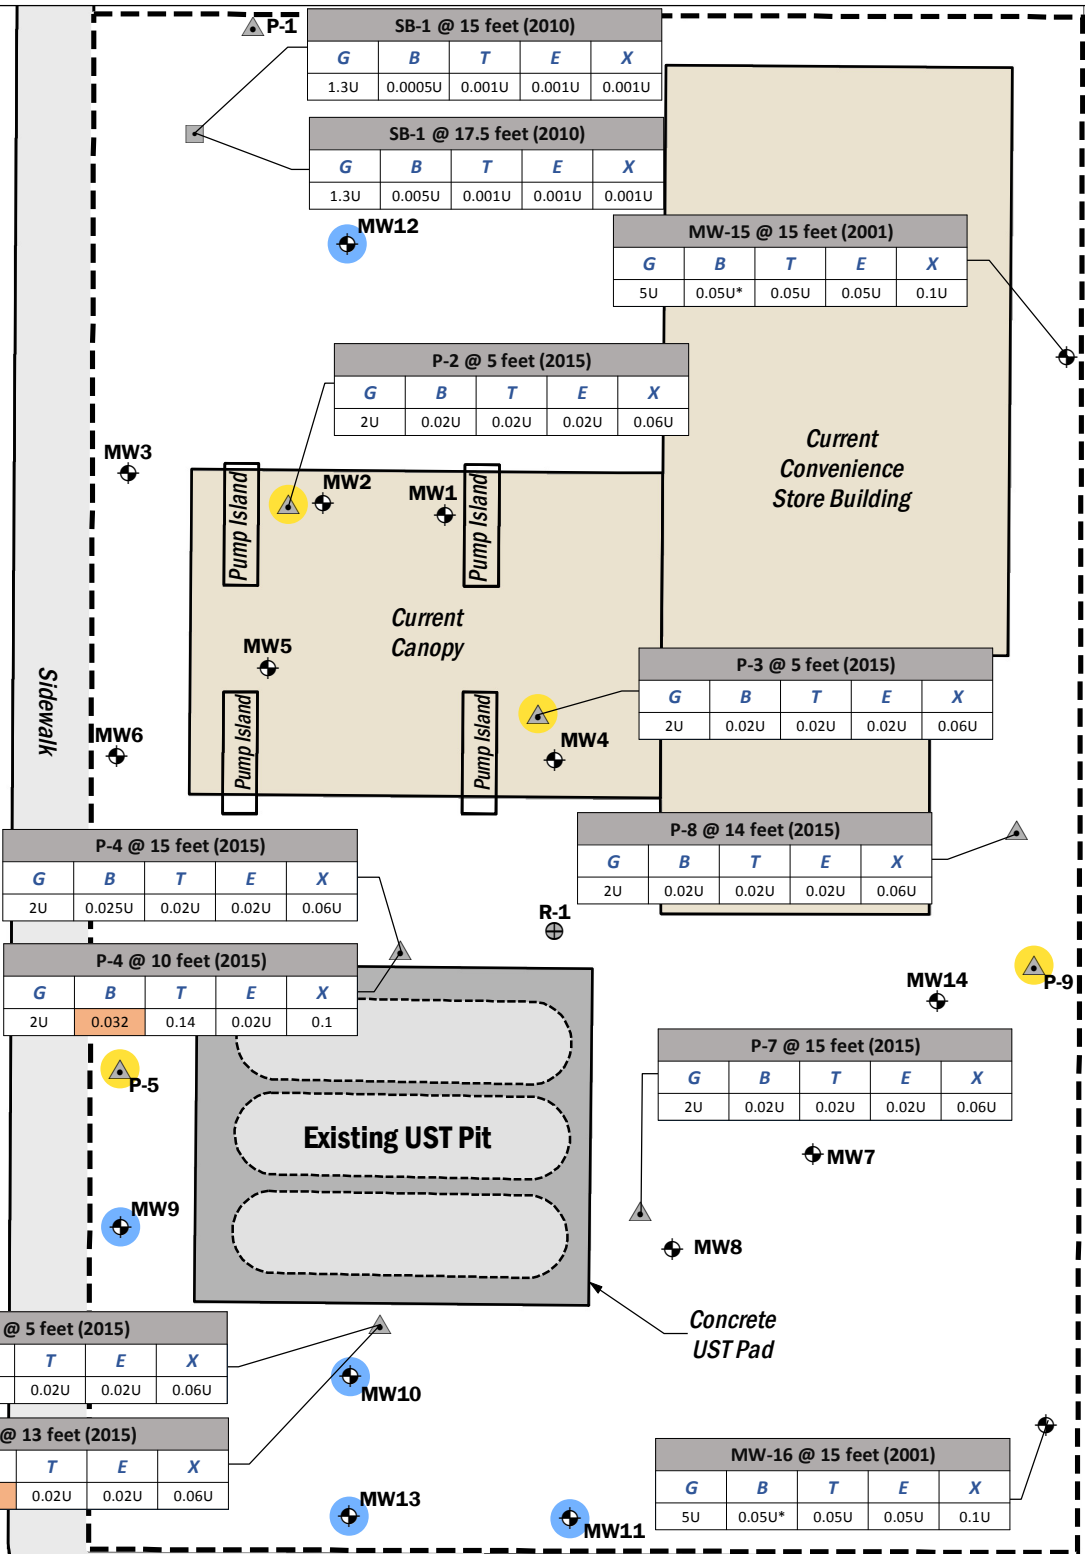 P-1
SB-1 @ 15 feet (2010)
G B T E X
1.3U 0.0005U 0.001U 0.001U 0.001U
SB-1 @ 17.5 feet (2010)
G B T E X
1.3U 0.005U 0.001U 0.001U 0.001U
MW12
MW-15 @ 15 feet (2001)
G B T E X
5U 0.05U* 0.05U 0.05U 0.1U
P-2 @ 5 feet (2015)
G B T E X
2U 0.02U 0.02U 0.02U 0.06U
Current
Convenience
Store Building
MW3
MW2
MW1
Pump Island
Pump Island
Current
Canopy
MW5
Sidewalk
P-3 @ 5 feet (2015)
G B T E X
2U 0.02U 0.02U 0.02U 0.06U
MW6
MW4
Pump Island
Pump Island
P-8 @ 14 feet (2015)
G B T E X
2U 0.02U 0.02U 0.02U 0.06U
P-4 @ 15 feet (2015)
G B T E X
2U 0.025U 0.02U 0.02U 0.06U
R-1
P-4 @ 10 feet (2015)
G B T E X
2U 0.032 0.14 0.02U 0.1
P-9
MW14
P-7 @ 15 feet (2015)
G B T E X
2U 0.02U 0.02U 0.02U 0.06U
P-5
Existing UST Pit
MW7
MW9
MW8
Concrete
UST Pad
@ 5 feet (2015)
T E X
0.02U 0.02U 0.06U
MW10
@ 13 feet (2015)
T E X
0.02U 0.02U 0.06U
MW-16 @ 15 feet (2001)
G B T E X
5U 0.05U* 0.05U 0.05U 0.1U
MW13
MW11